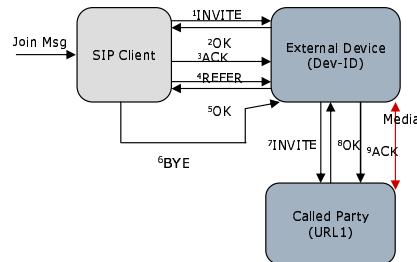 ¹INVITE
Join Msg
²OK
SIP Client
³ACK
External Device
(Dev-ID)
⁴REFER
⁵OK
Media
⁶BYE
⁷INVITE
⁸OK
⁹ACK
Called Party
(URL1)